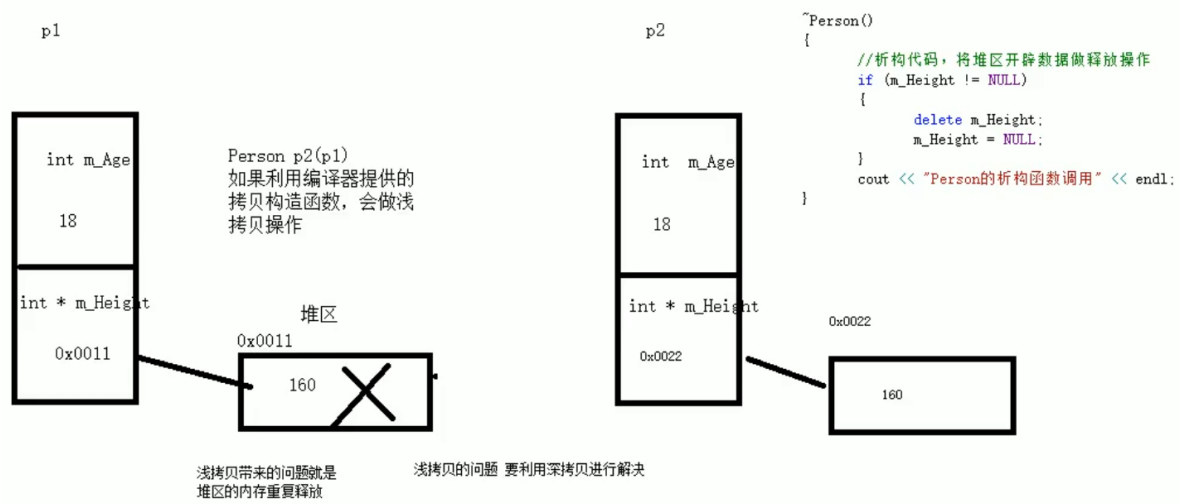 p1
int m_Age
18
int * m_Height
0x0011
Person p2(p1)
如果利用编译器提供的
拷贝构造函数，会做浅
拷贝操作
堆区
0x0011
160
浅拷贝带来的问题就是
堆区的内存重复释放
浅拷贝的问题 要利用深拷贝进行解决
p2
int m_Age
18
int * m_Height
0x0022
0x0022
160
~Person()
{
//析构代码，将堆区开辟数据做释放操作
if (m_Height != NULL)
{
delete m_Height;
m_Height = NULL;
}
cout << "Person的析构函数调用" << endl;
}